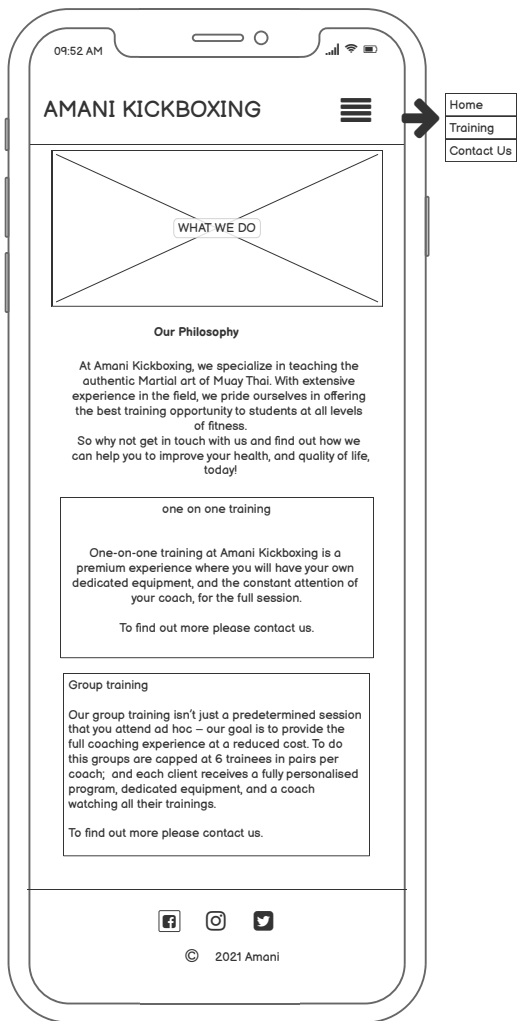 09:52 AM
AMANI KICKBOXING
Home
Training
Contact Us
WHAT WE DO
Our Philosophy
At Amani Kickboxing, we specialize in teaching the
authentic Martial art of Muay Thai. With extensive
experience in the field, we pride ourselves in offering
the best training opportunity to students at all levels
of fitness.
So why not get in touch with us and find out how we
can help you to improve your health, and quality of life,
today!
one on one training
One-on-one training at Amani Kickboxing is a
premium experience where you will have your own
dedicated equipment, and the constant attention of
your coach, for the full session.
To find out more please contact us.
Group training
Our group training isn't just a predetermined session
that you attend ad hoc – our goal is to provide the
full coaching experience at a reduced cost. To do
this groups are capped at 6 trainees in pairs per
coach; and each client receives a fully personalised
program, dedicated equipment, and a coach
watching all their trainings.
To find out more please contact us.
© 2021 Amani